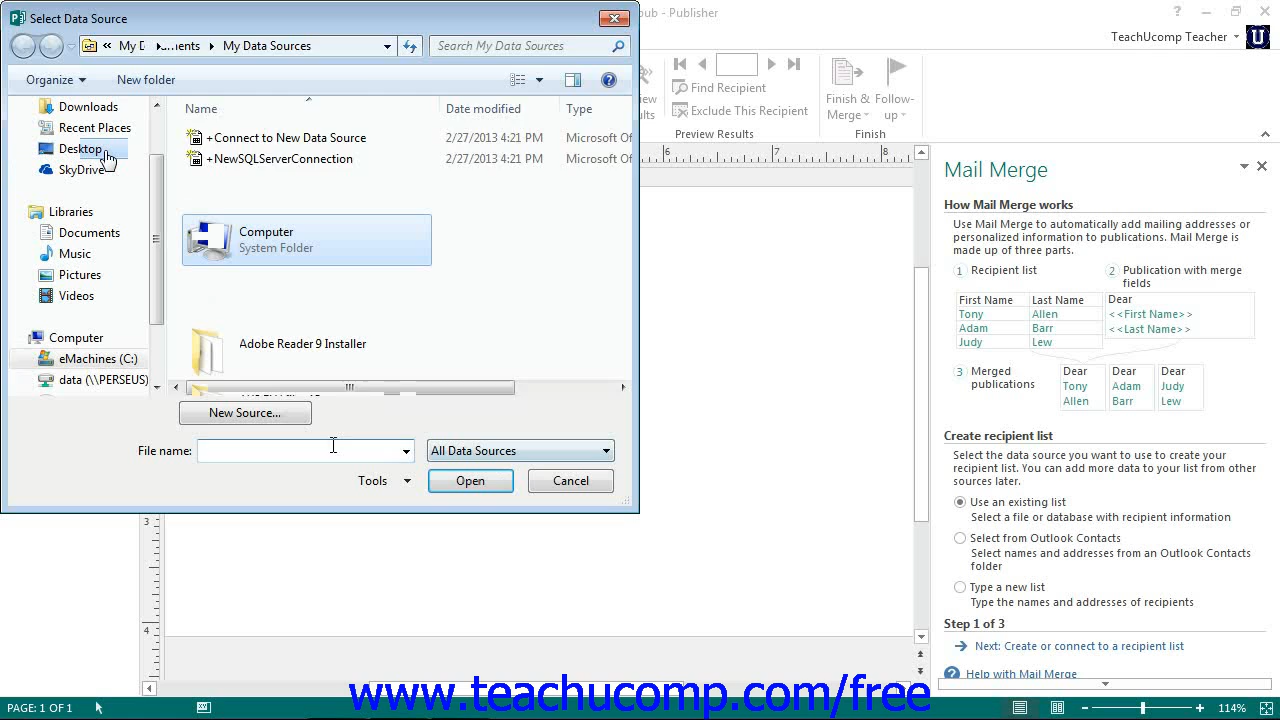 Select Data Source
ub - Publisher
TeachUcomp Teacher
My D
ments
My Data Sources
Search My Data Sources
Organize
New folder
Downloads
Recent Places
Desktop
SkyDrive
Libraries
Documents
Music
Pictures
Videos
Computer
eMachines (C:)
data (\\PERSEUS)
Name
Date modified
Type
+Connect to New Data Source
2/27/2013 4:21 PM
Microsoft Of
+NewSQLServerConnection
2/27/2013 4:21 PM
Microsoft Of
Computer
System Folder
Adobe Reader 9 Installer
New Source...
File name:
All Data Sources
Tools
Open
Cancel
Find Recipient
Exclude This Recipient
Preview Results
Finish & Merge
Follow-up
Finish
6
7
8
3
4
Mail Merge
How Mail Merge works
Use Mail Merge to automatically add mailing addresses or
personalized information to publications. Mail Merge is
made up of three parts.
1 Recipient list
2 Publication with merge
fields
First Name Last Name
Tony Allen
Adam Barr
Judy Lew
Dear
<<First Name>>
<<Last Name>>
3 Merged
publications
Dear Dear Dear
Tony Adam Judy
Allen Barr Lew
Create recipient list
Select the data source you want to use to create your
recipient list. You can add more data to your list from other
sources later.
Use an existing list
Select a file or database with recipient information
Select from Outlook Contacts
Select names and addresses from an Outlook Contacts
folder
Type a new list
Type the names and addresses of recipients
Step 1 of 3
Next: Create or connect to a recipient list
Help with Mail Merge
www.teachucomp.com/free
PAGE: 1 OF 1
114%